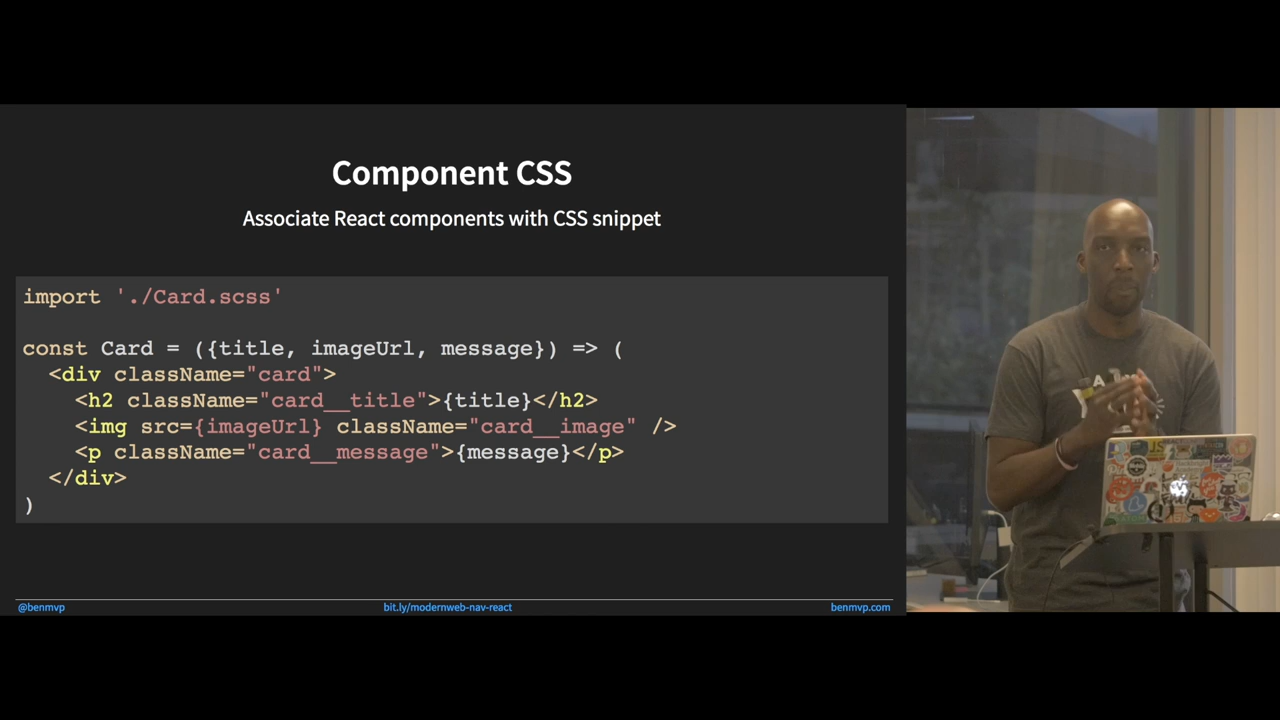 Component CSS
Associate React components with CSS snippet
import './Card.scss'
const Card = ({title, imageUrl, message}) => (
<div className="card">
<h2 className="card__title">{title}</h2>
<img src={imageUrl} className="card__image" />
<p className="card__message">{message}</p>
</div>
)
@benmvp
bit.ly/modernweb-nav-react
benmvp.com
JS